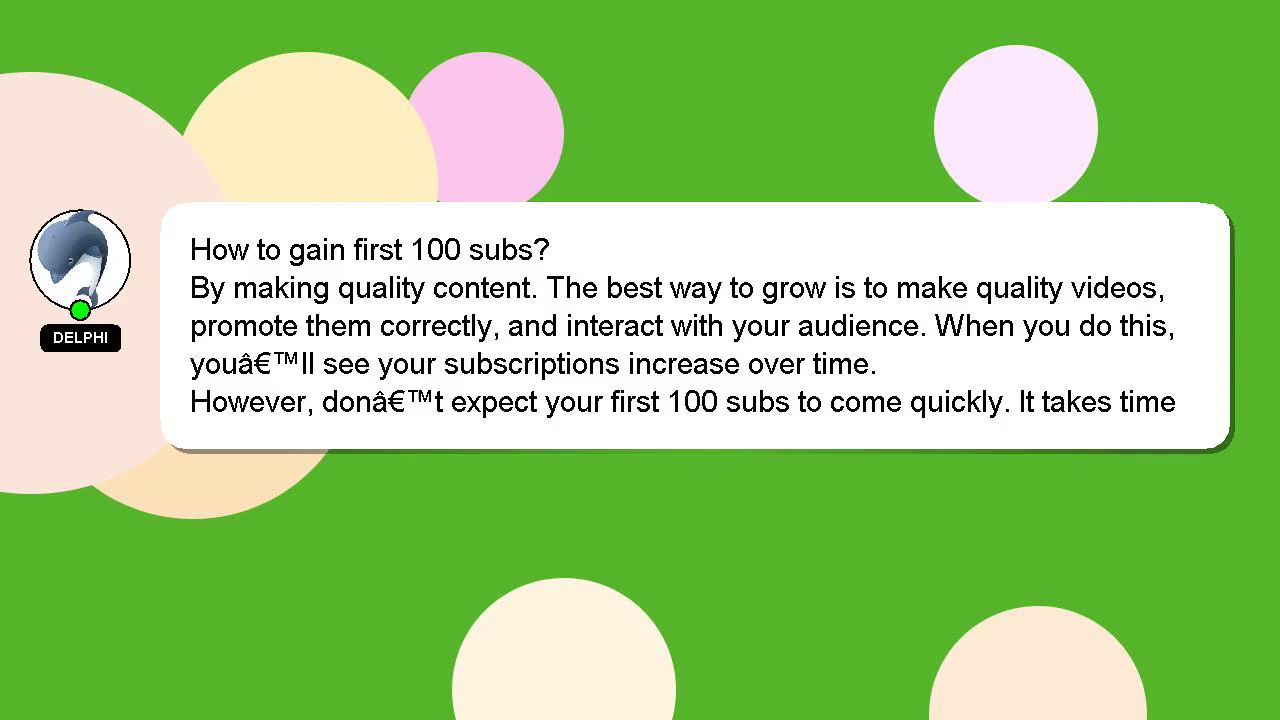 How to gain first 100 subs?
By making quality content. The best way to grow is to make quality videos,
promote them correctly, and interact with your audience. When you do this,
youâ€™ll see your subscriptions increase over time.
However, donâ€™t expect your first 100 subs to come quickly. It takes time
DELPHI